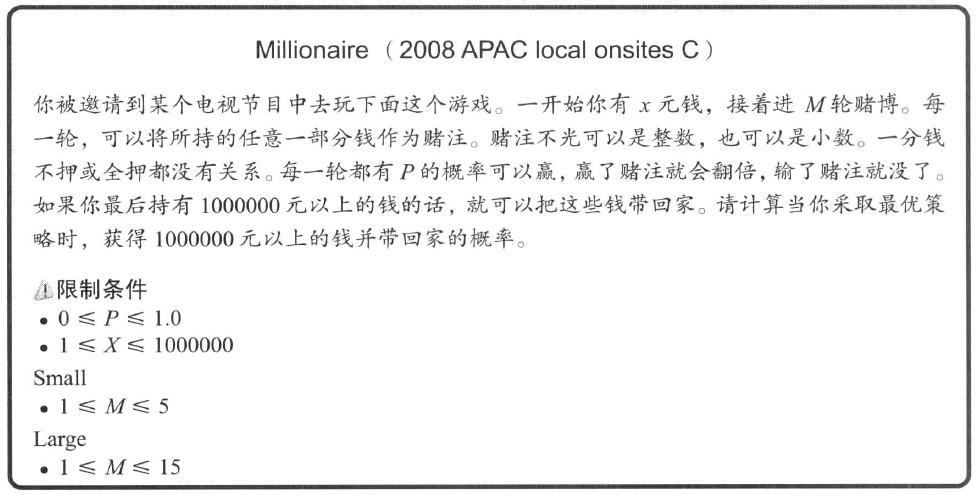 Millionaire （2008 APAC local onsites C）
你被邀请到某个电视节目中去玩下面这个游戏。一开始你有 x 元钱，接着进 M轮赌博。每
一轮，可以将所持的任意一部分钱作为赌注。赌注不光可以是整数，也可以是小数。一分钱
不押或全押都没有关系。每一轮都有 P 的概率可以赢，赢了赌注就会翻倍，输了赌注就没了。
如果你最后持有 1000000 元以上的钱的话，就可以把这些钱带回家。请计算当你采取最优策
略时，获得 1000000 元以上的钱并带回家的概率。
限制条件
• 0 ≤ P ≤ 1.0
• 1 ≤ X ≤ 1000000
Small
• 1 ≤ M ≤ 5
Large
• 1 ≤ M ≤ 15